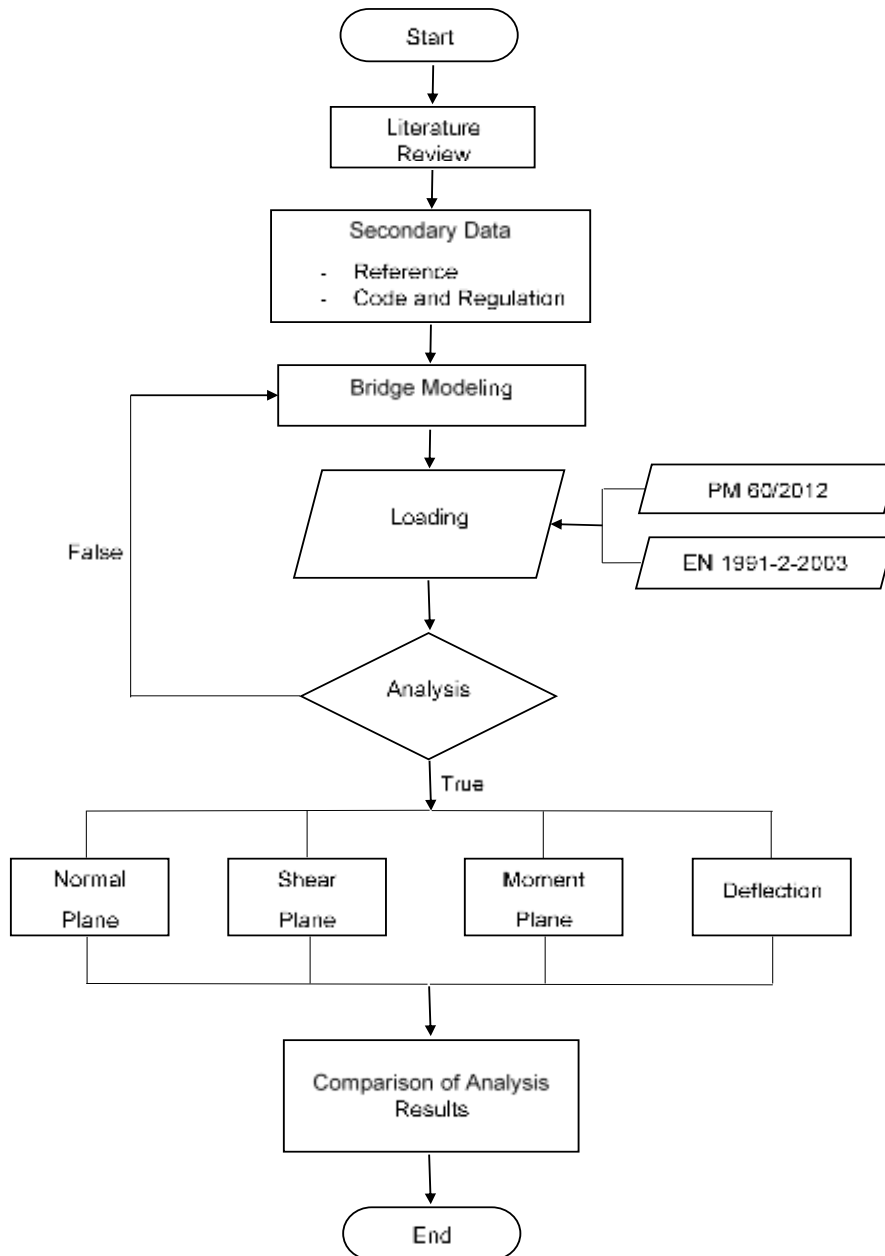 Start
Literature
Review
Secondary Data
- Reference
- Code and Regulation
Bridge Modeling
Loading
PM 60/2012
EN 1991-2-2003
False
Analysis
True
Normal
Plane
Shear
Plane
Moment
Plane
Deflection
Comparison of Analysis
Results
End